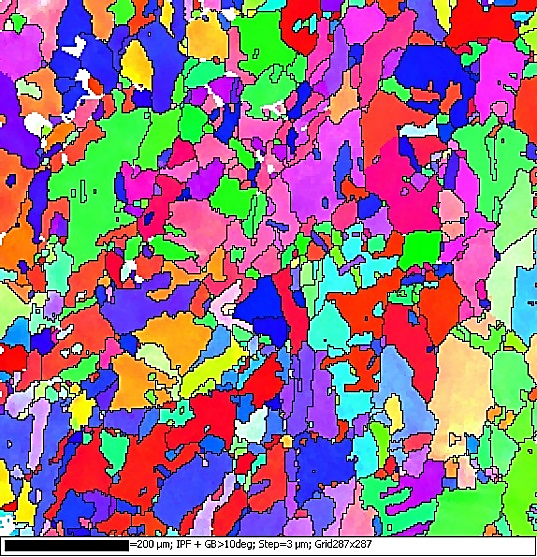 =200 µm; IPF + GB>10deg; Step=3 µm; Grid287x287